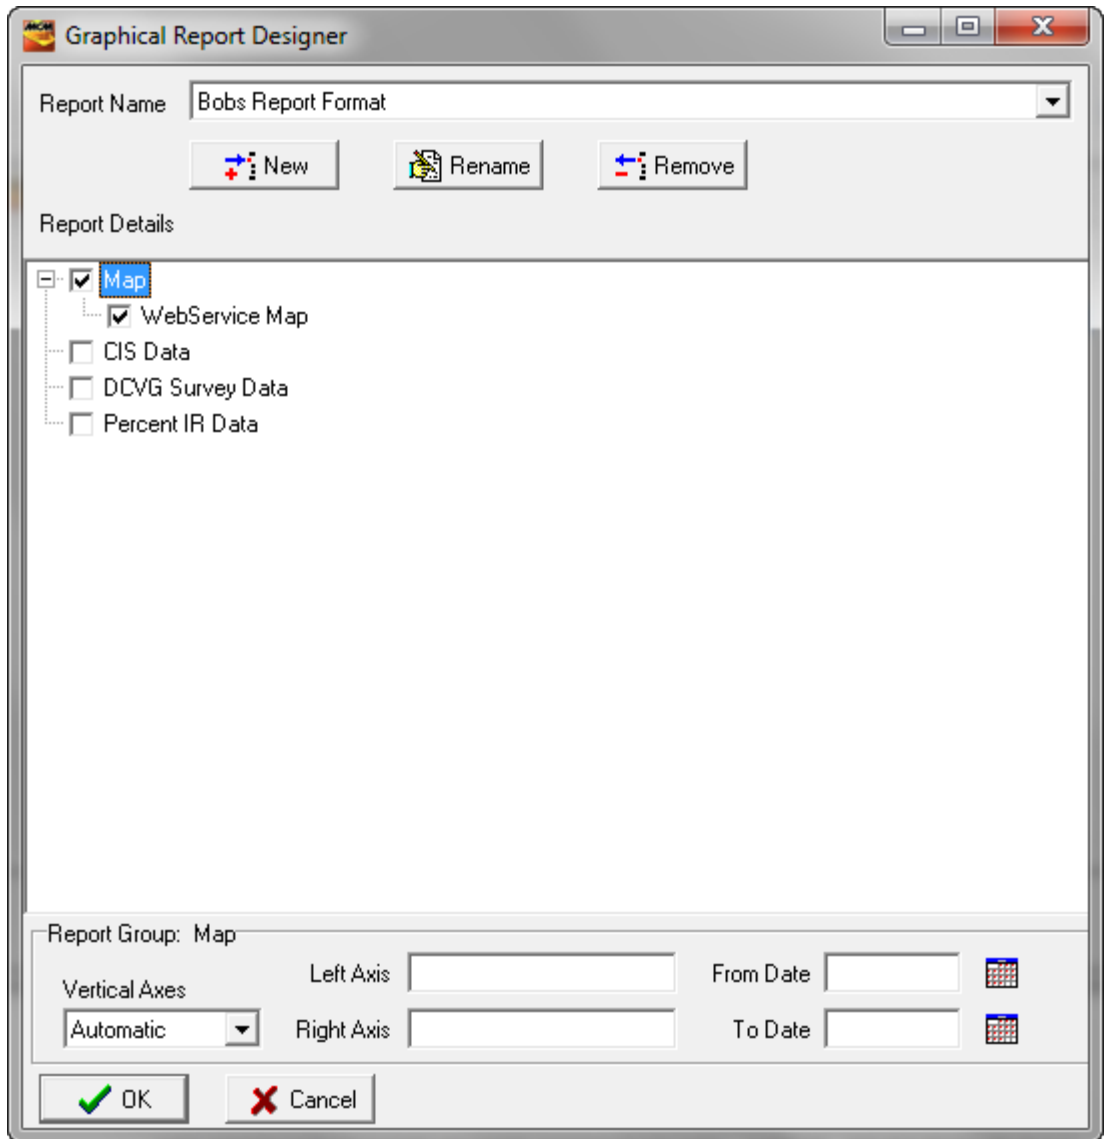 MCM
Graphical Report Designer
Report Name Bobs Report Format
New Rename Remove
Report Details
Map
WebService Map
CIS Data
DCVG Survey Data
Percent IR Data
Report Group: Map
Left Axis From Date
Vertical Axes
Automatic Right Axis To Date
OK Cancel